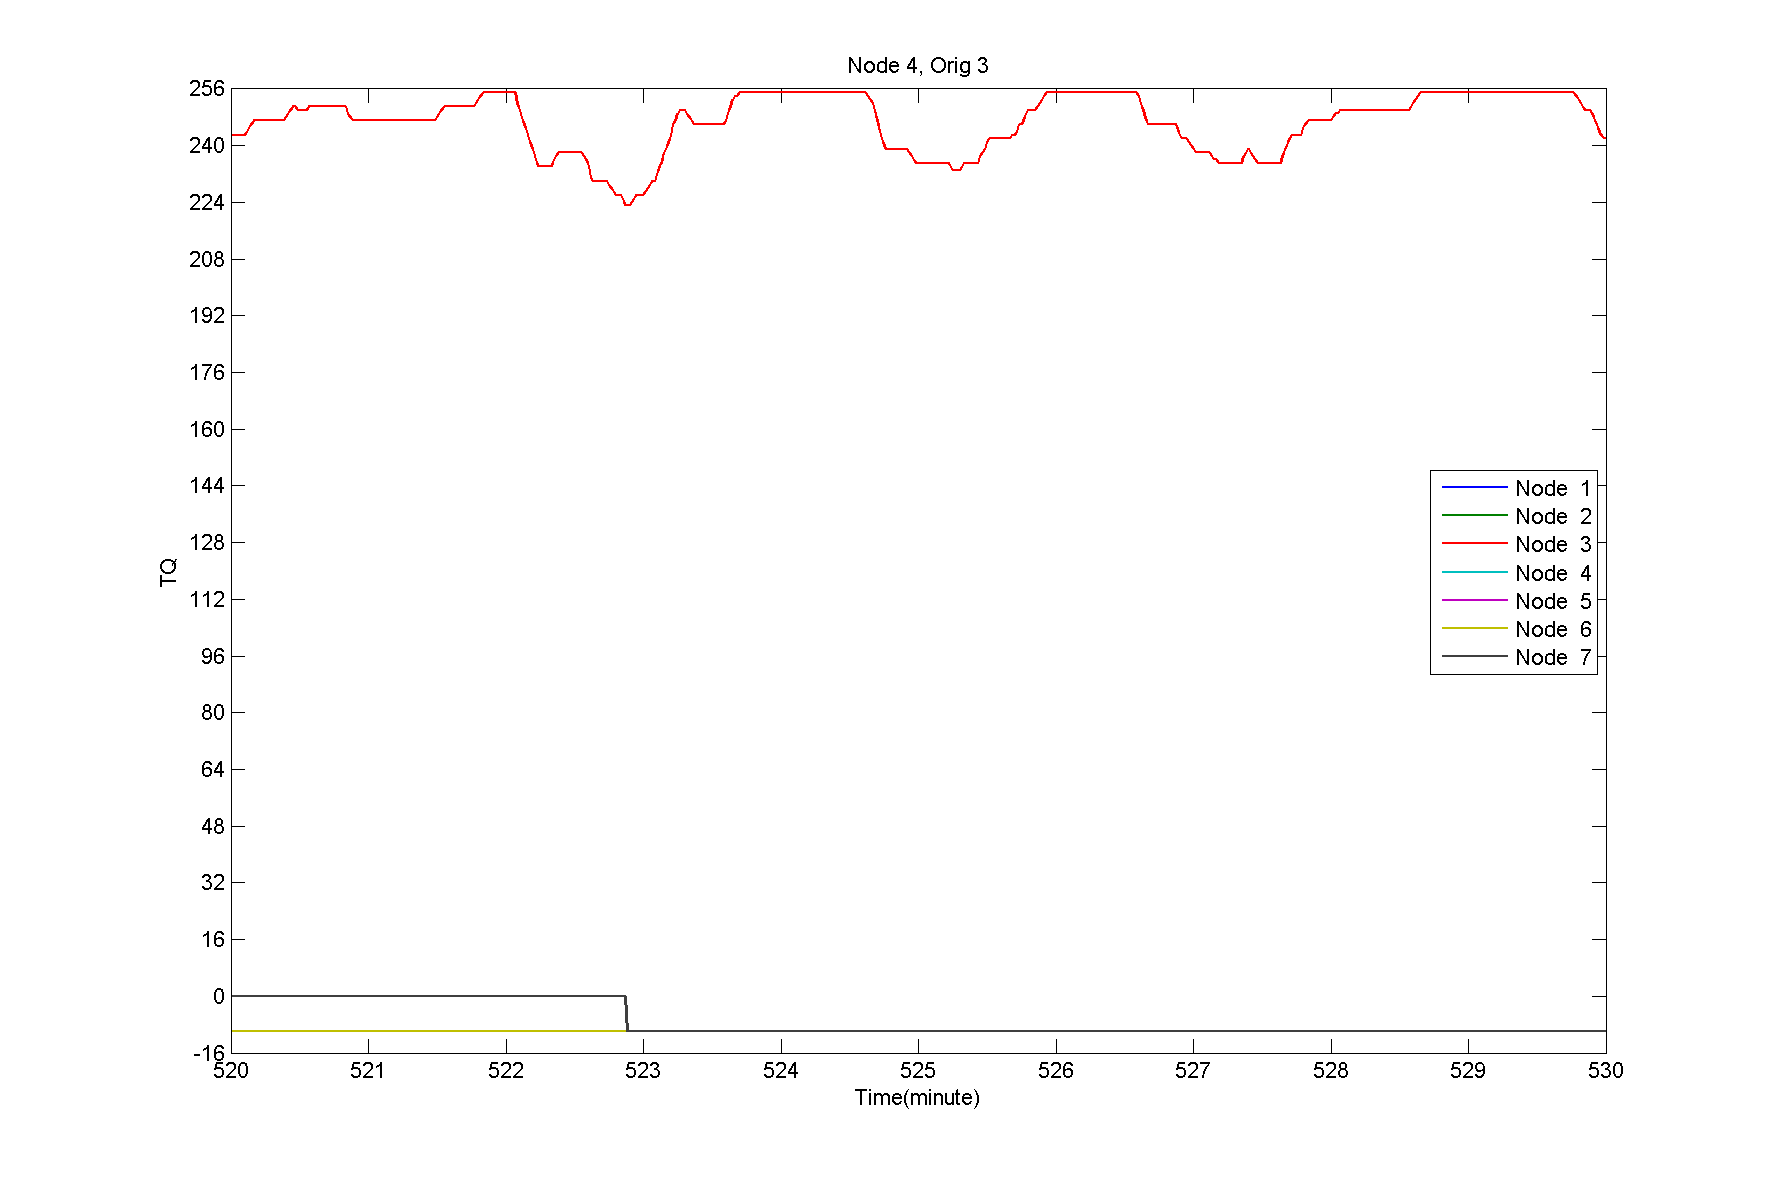 Node 4, Orig 3
256
240
224
208
192
176
160
144
128
112
96
80
64
48
32
16
0
-16
TQ
Node 1
Node 2
Node 3
Node 4
Node 5
Node 6
Node 7
520 521 522 523 524 525 526 527 528 529 530
Time(minute)